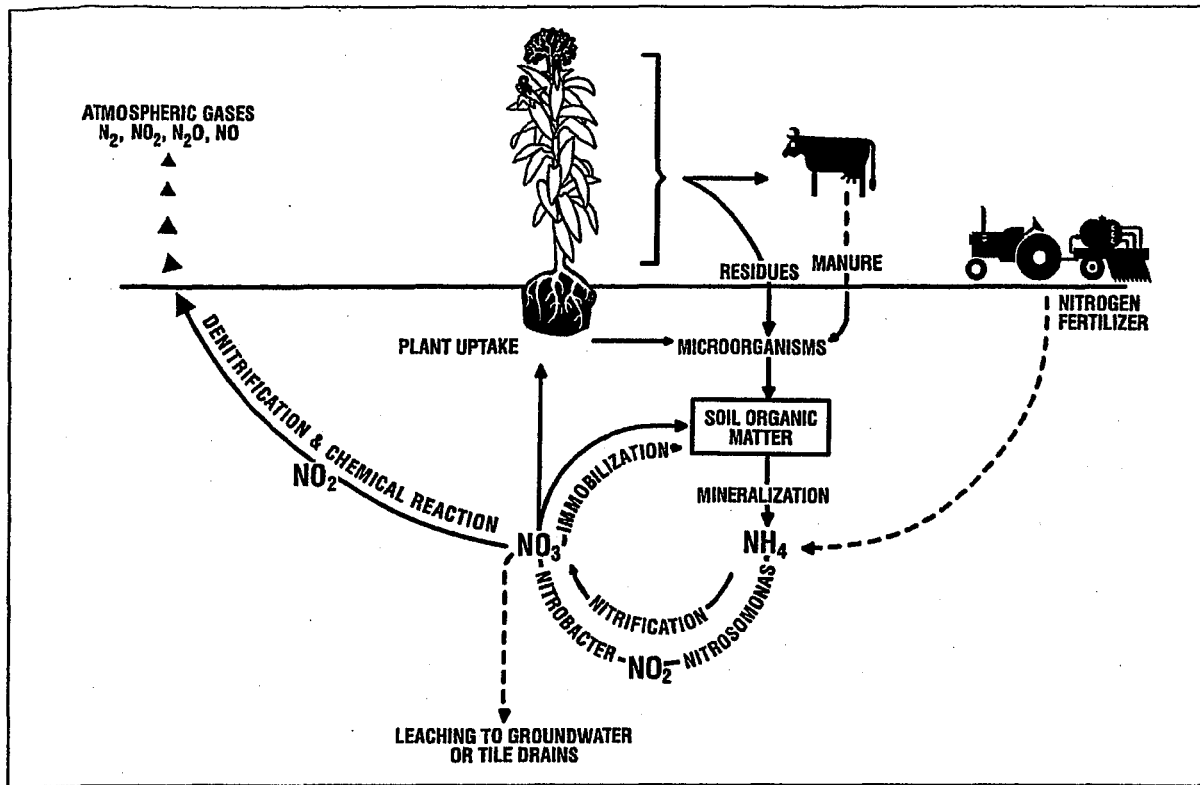 ATMOSPHERIC GASES
N₂, NO₂, N₂O, NO
RESIDUES
MANURE
NITROGEN
FERTILIZER
PLANT UPTAKE
MICROORGANISMS
SOIL ORGANIC
MATTER
DENITRIFICATION & CHEMICAL REACTION
NO₂
IMMOBILIZATION
MINERALIZATION
NO₃
NH₄
NITRIFICATION
NITROBACTER
NO₂
NITROSOMONAS
LEACHING TO GROUNDWATER
OR TILE DRAINS